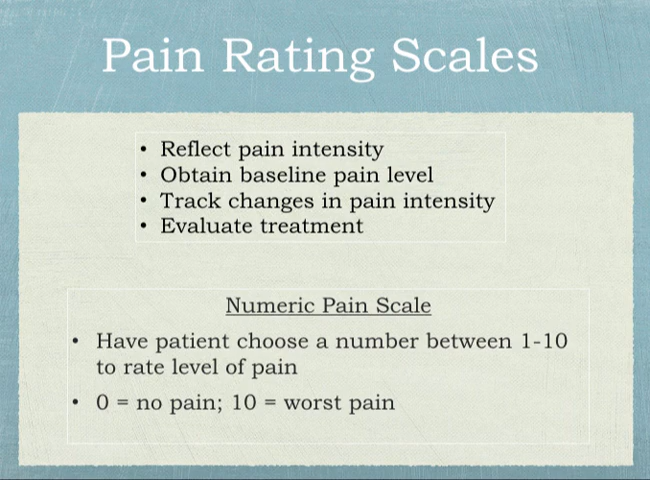 Pain Rating Scales
• Reflect pain intensity
• Obtain baseline pain level
• Track changes in pain intensity
• Evaluate treatment
Numeric Pain Scale
• Have patient choose a number between 1-10
to rate level of pain
• 0 = no pain; 10 = worst pain